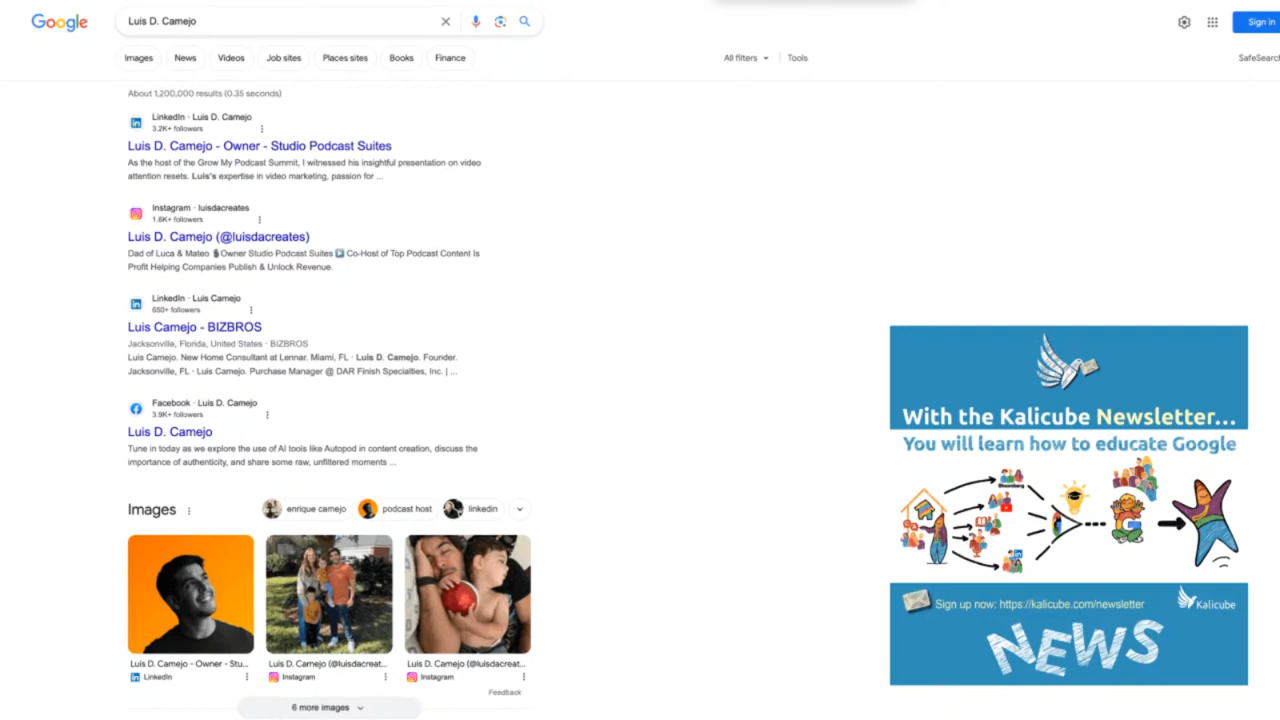 Google
Luis D. Camejo
Sign in
Images
News
Videos
Job sites
Places sites
Books
Finance
All filters
Tools
SafeSearch
About 1,200,000 results (0.35 seconds)
LinkedIn · Luis D. Camejo
3.2K+ followers
Luis D. Camejo - Owner - Studio Podcast Suites
As the host of the Grow My Podcast Summit, I witnessed his insightful presentation on video
attention resets. Luis's expertise in video marketing, passion for ...
Instagram · luisdacreates
1.6K+ followers
Luis D. Camejo (@luisdacreates)
Dad of Luca & Mateo 🎙Owner Studio Podcast Suites ▶️ Co-Host of Top Podcast Content Is
Profit Helping Companies Publish & Unlock Revenue.
LinkedIn · Luis Camejo
650+ followers
Luis Camejo - BIZBROS
Jacksonville, Florida, United States · BIZBROS
Luis Camejo. New Home Consultant at Lennar. Miami, FL · Luis D. Camejo. Founder.
Jacksonville, FL · Luis Camejo. Purchase Manager @ DAR Finish Specialties, Inc. | ...
Facebook · Luis D. Camejo
3.9K+ followers
Luis D. Camejo
Tune in today as we explore the use of AI tools like Autopod in content creation, discuss the
importance of authenticity, and share some raw, unfiltered moments ...
Images
enrique camejo
podcast host
linkedin
Luis D. Camejo - Owner - Stu...
LinkedIn
Luis D. Camejo (@luisdacreat...
Instagram
Luis D. Camejo (@luisdacreat...
Instagram
Feedback
6 more images
With the Kalicube Newsletter...
You will learn how to educate Google
Bloomberg
Sign up now: https://kalicube.com/newsletter
Kalicube
NEWS